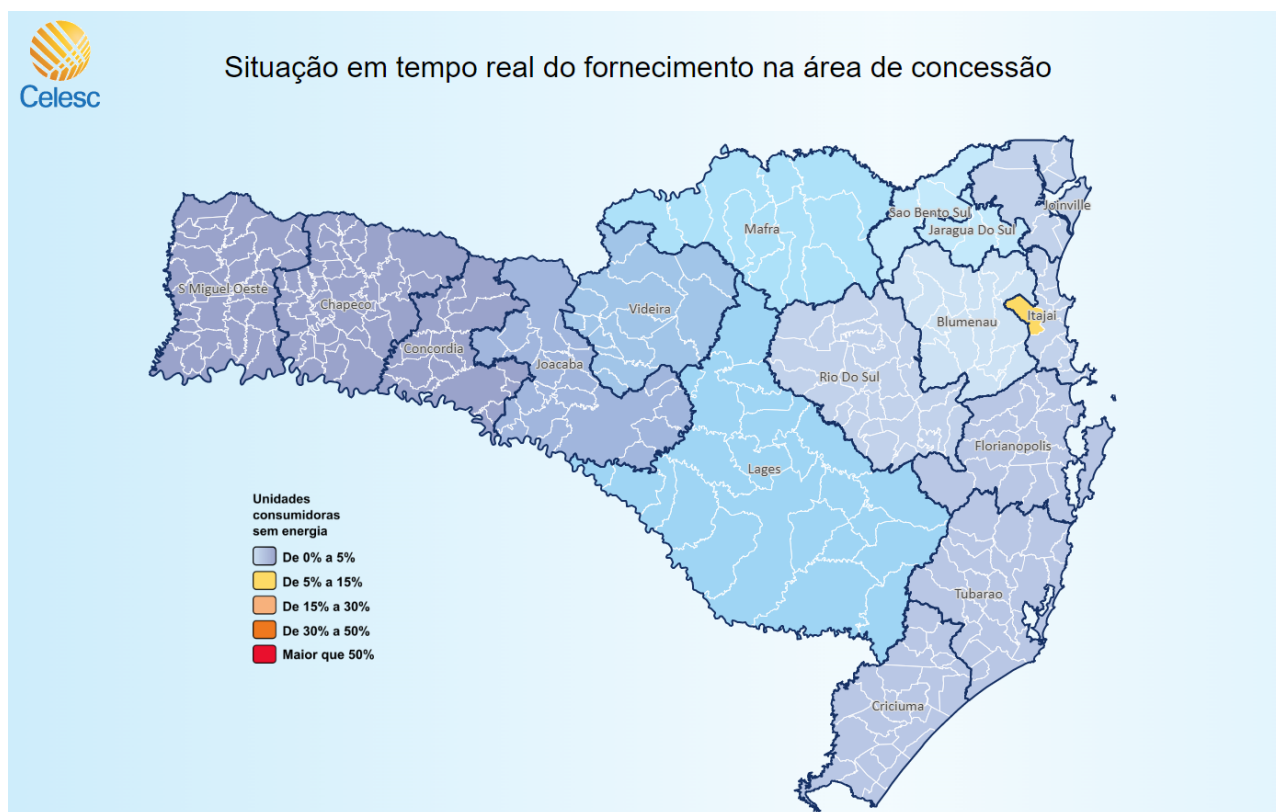 Situação em tempo real do fornecimento na área de concessão
Celesc
Sao Bento Sul
Joinville
Mafra
Jaragua Do Sul
S Miguel Oeste
Chapeco
Videira
Itajai
Blumenau
Concordia
Joacaba
Rio Do Sul
Florianopolis
Lages
Unidades
consumidoras
sem energia
De 0% a 5%
De 5% a 15%
De 15% a 30%
De 30% a 50%
Maior que 50%
Tubarao
Criciuma